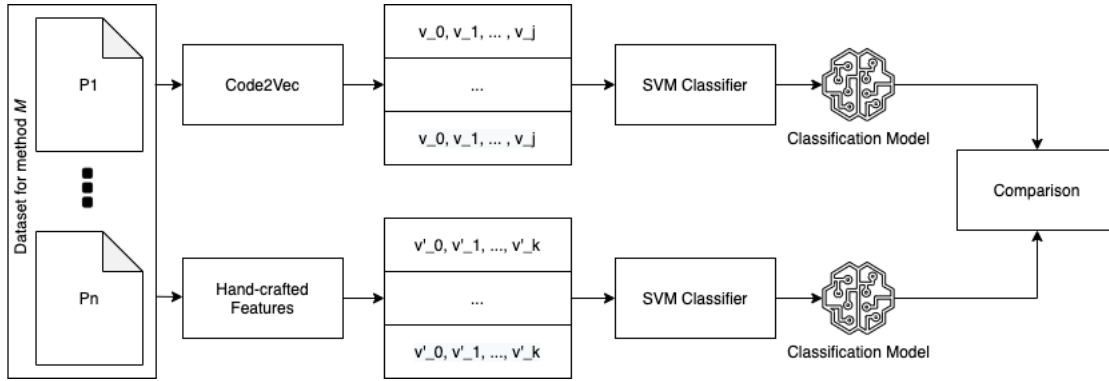 Dataset for method M
P1
Pn
Code2Vec
v_0, v_1, ... , v_j
...
v_0, v_1, ... , v_j
SVM Classifier
Classification Model
Comparison
Hand-crafted
Features
v'_0, v'_1, ..., v'_k
...
v'_0, v'_1, ..., v'_k
SVM Classifier
Classification Model